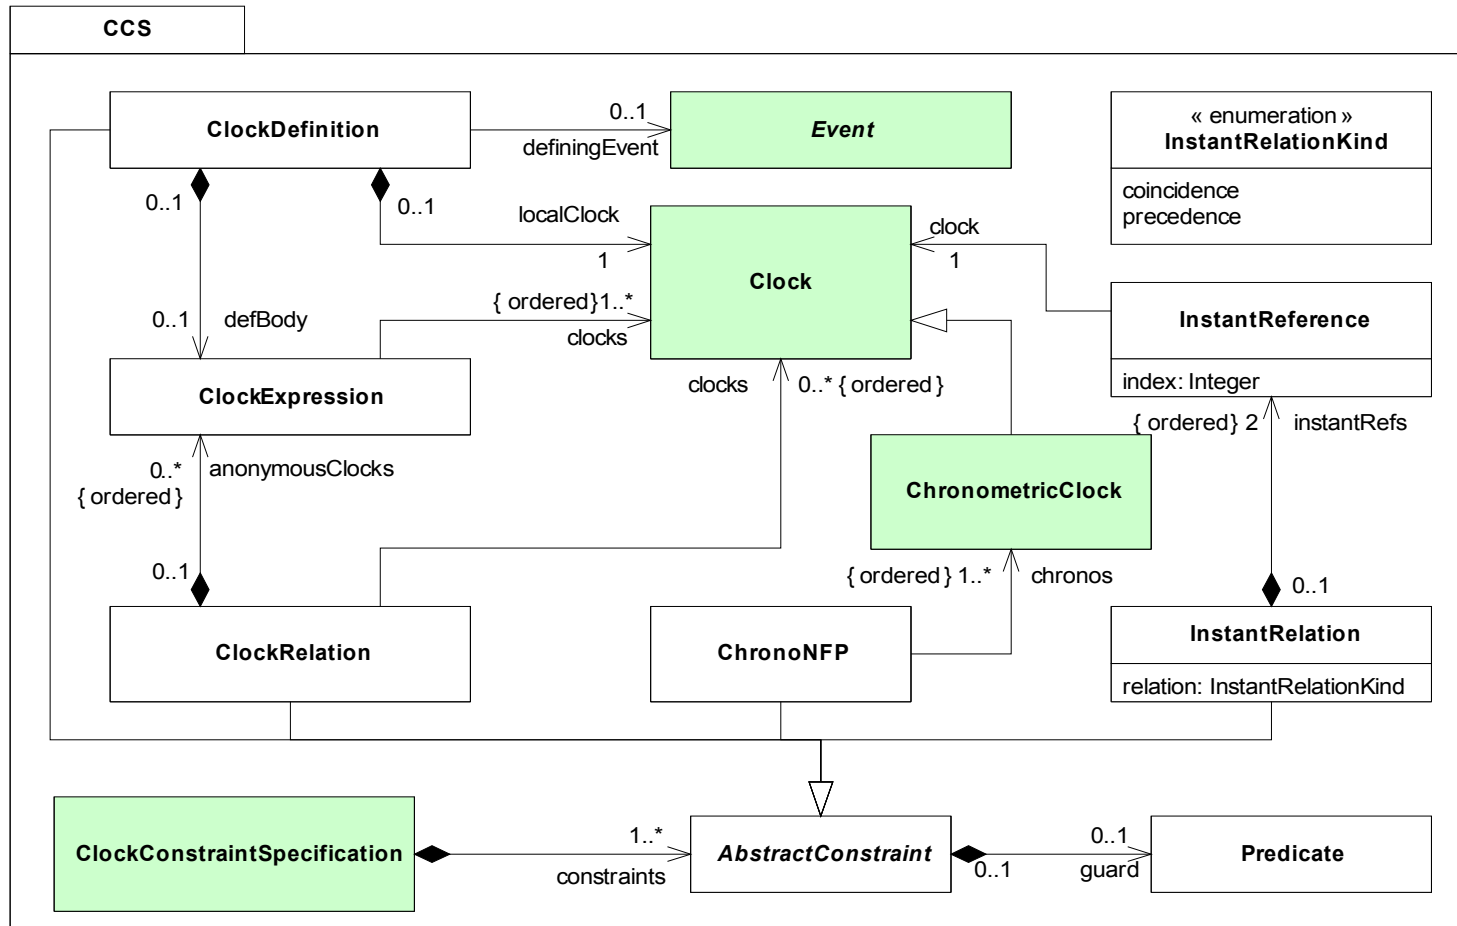 CCS
ClockDefinition
0..1
definingEvent
Event
« enumeration »
InstantRelationKind
coincidence
precedence
0..1
0..1
localClock
1
clock
1
Clock
{ ordered} 1..*
clocks
0..1
defBody
InstantReference
index: Integer
ClockExpression
clocks
0..* { ordered }
{ ordered } 2
instantRefs
0..*
{ ordered }
anonymousClocks
ChronometricClock
0..1
{ ordered } 1..*
chronos
0..1
ClockRelation
ChronoNFP
InstantRelation
relation: InstantRelationKind
ClockConstraintSpecification
1..*
constraints
AbstractConstraint
0..1
0..1
guard
Predicate